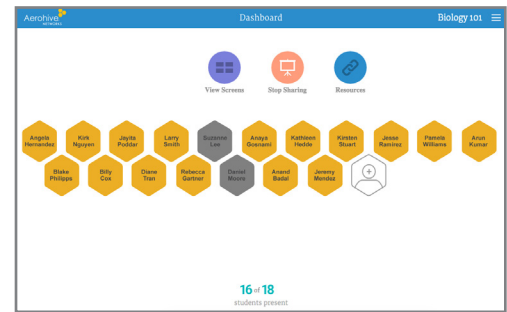 Aerohive
NETWORKS
Dashboard
Biology 101
View Screens
Stop Sharing
Resources
Angela
Hernandez
Kirk
Nguyen
Jayita
Poddar
Larry
Smith
Suzanne
Lee
Anaya
Gosnami
Kathleen
Hedde
Kirsten
Stuart
Jesse
Ramirez
Pamela
Williams
Arun
Kumar
Blake
Philipps
Billy
Cox
Diane
Tran
Rebecca
Gartner
Daniel
Moore
Anand
Badal
Jeremy
Mendez
16 of 18
students present